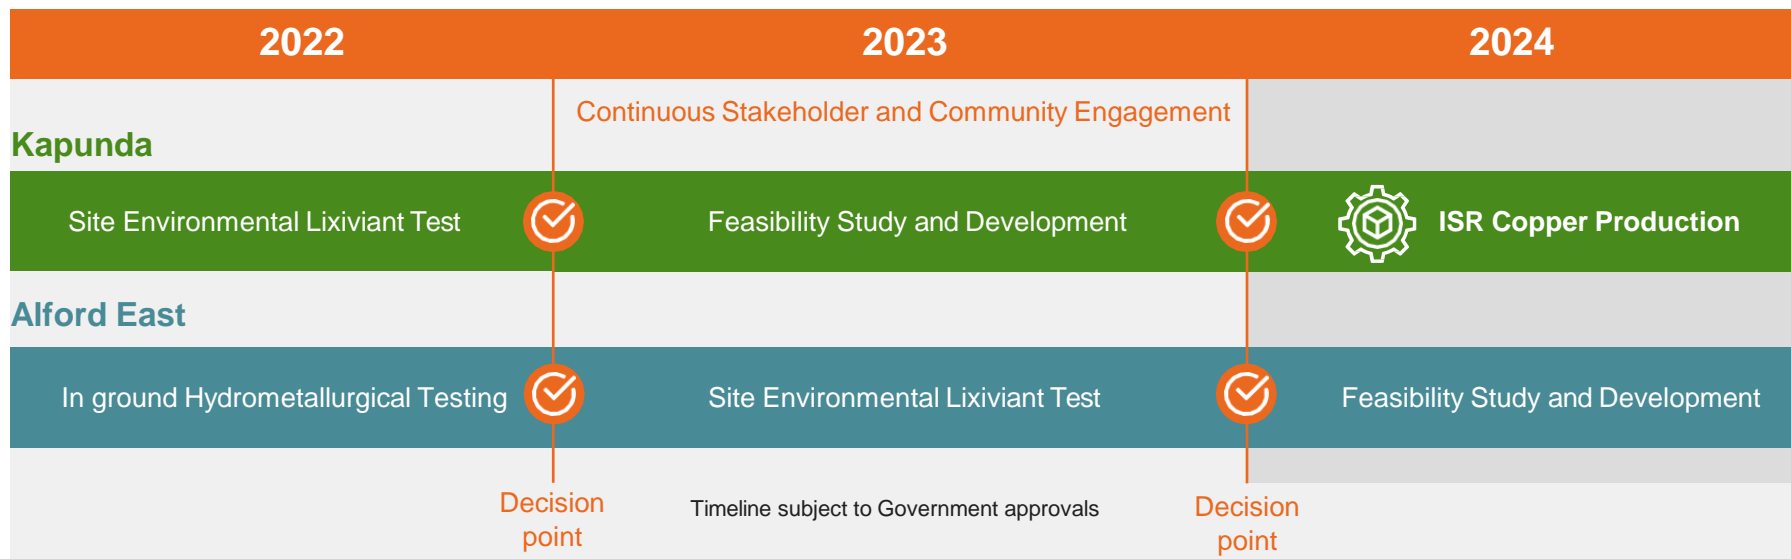 2022
2023
2024
Continuous Stakeholder and Community Engagement
Kapunda
Site Environmental Lixiviant Test
Feasibility Study and Development
ISR Copper Production
Alford East
In ground Hydrometallurgical Testing
Site Environmental Lixiviant Test
Feasibility Study and Development
Decision
point
Timeline subject to Government approvals
Decision
point